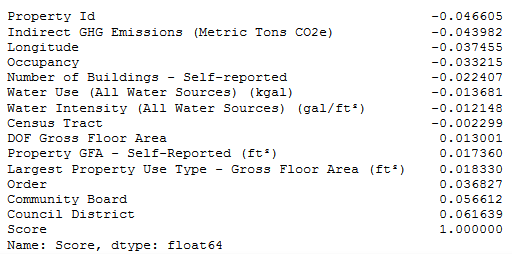 Property Id -0.046605
Indirect GHG Emissions (Metric Tons CO2e) -0.043982
Longitude -0.037455
Occupancy -0.033215
Number of Buildings - Self-reported -0.022407
Water Use (All Water Sources) (kgal) -0.013681
Water Intensity (All Water Sources) (gal/ft²) -0.012148
Census Tract -0.002299
DOF Gross Floor Area 0.013001
Property GFA - Self-Reported (ft²) 0.017360
Largest Property Use Type - Gross Floor Area (ft²) 0.018330
Order 0.036827
Community Board 0.056612
Council District 0.061639
Score 1.000000
Name: Score, dtype: float64